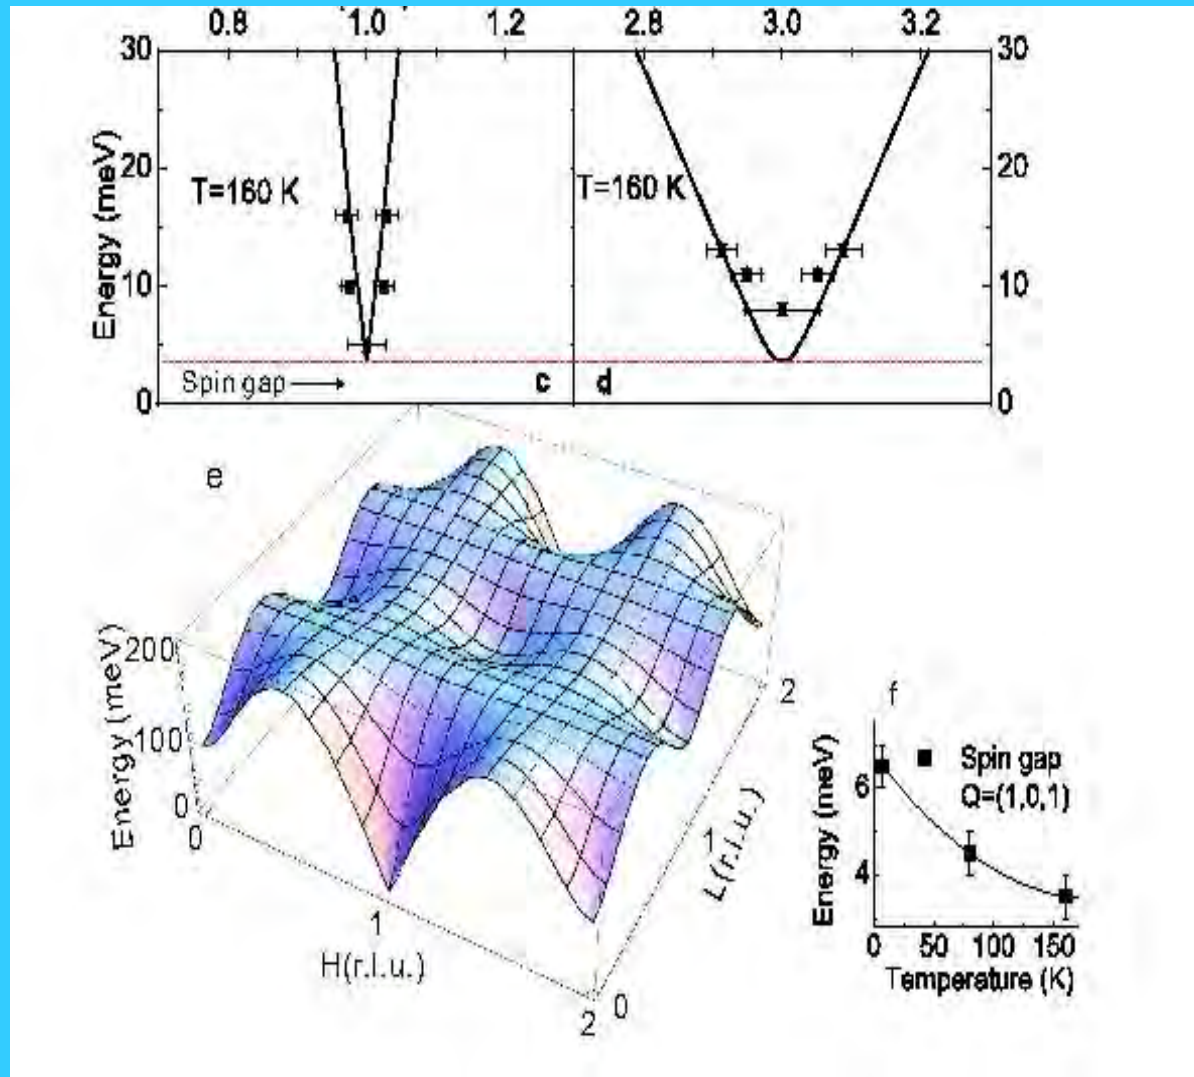 0.8 1.0 1.2 2.8 3.0 3.2
30 30
20 20
T=160 K T=160 K
10 10
Energy (meV)
Spin gap c d
0 0
e
200
100
0
Energy (meV)
0
1
2
H(r.l.u.)
0
1
2
L(r.l.u.)
f
Spin gap
Q=(1,0,1)
6
4
Energy (meV)
0 50 100 150
Temperature (K)